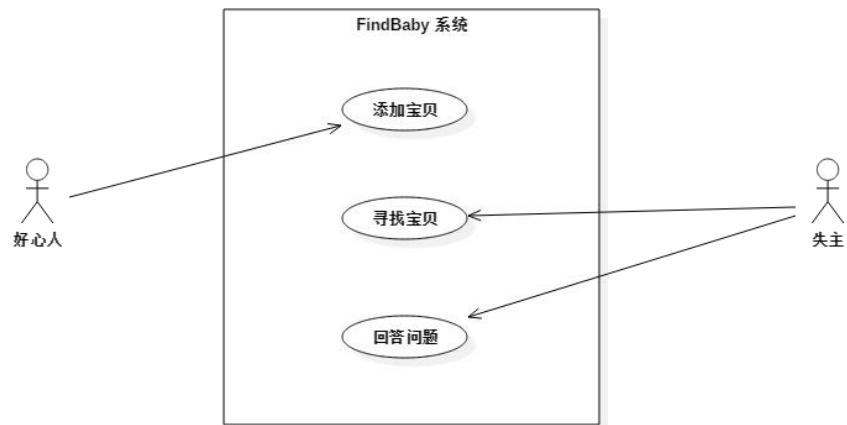 FindBaby 系统
添加宝贝
寻找宝贝
好心人
失主
回答问题